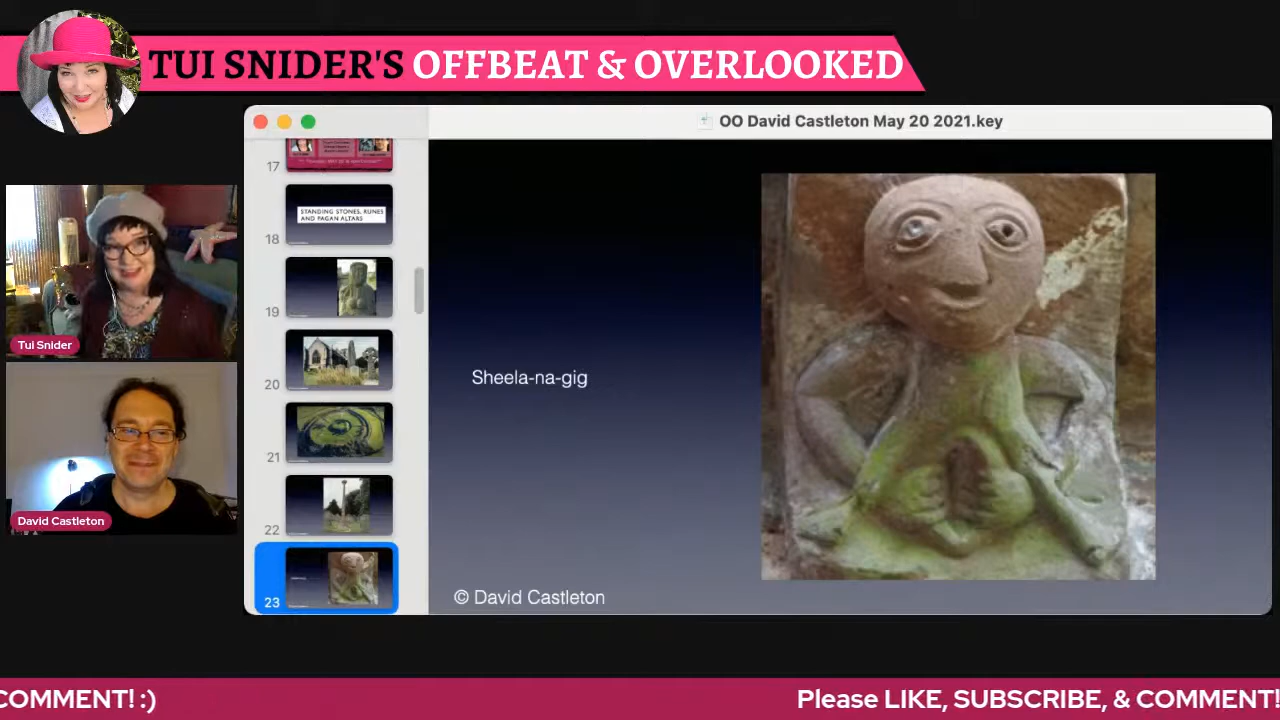 TUI SNIDER'S OFFBEAT & OVERLOOKED
OO David Castleton May 20 2021.key
17
18
STANDING STONES, RUNES
AND PAGAN ALTARS
19
20
21
22
23
Tui Snider
David Castleton
Sheela-na-gig
© David Castleton
COMMENT! :)
Please LIKE, SUBSCRIBE, & COMMENT!